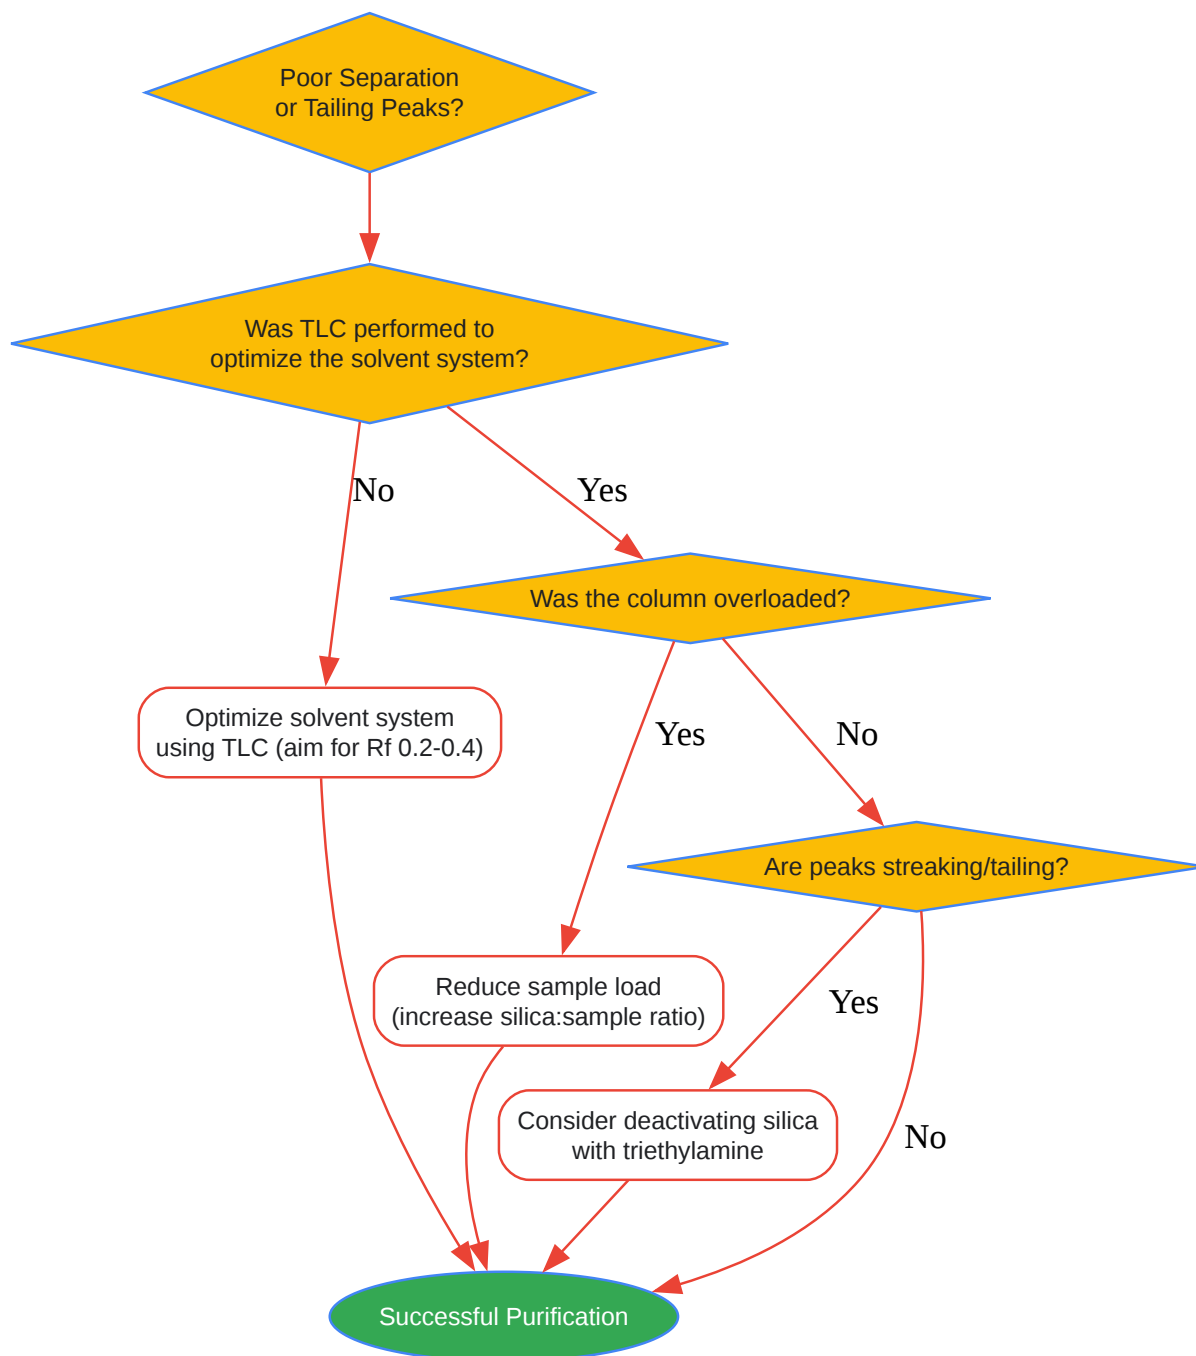 Poor Separation
or Tailing Peaks?
Was TLC performed to
optimize the solvent system?
No
Yes
Was the column overloaded?
Optimize solvent system
using TLC (aim for Rf 0.2-0.4)
Yes
No
Are peaks streaking/tailing?
Reduce sample load
(increase silica:sample ratio)
Yes
Consider deactivating silica
with triethylamine
No
Successful Purification